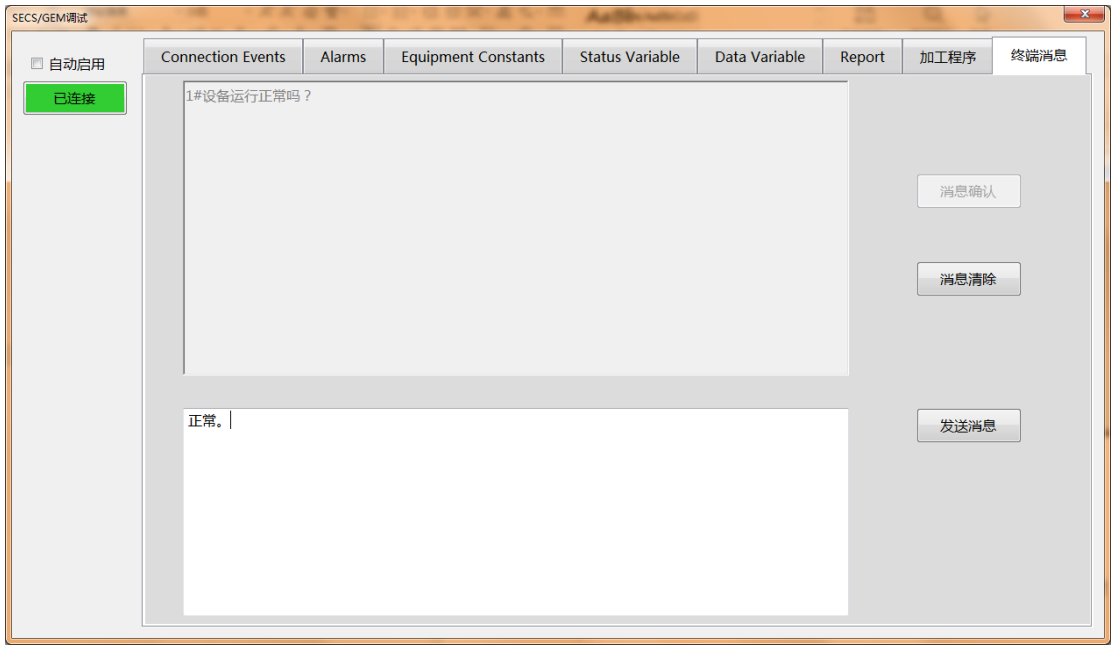 SECS/GEM调试
自动启用
已连接
Connection Events
Alarms
Equipment Constants
Status Variable
Data Variable
Report
加工程序
终端消息
1#设备运行正常吗？
消息确认
消息清除
正常。
发送消息